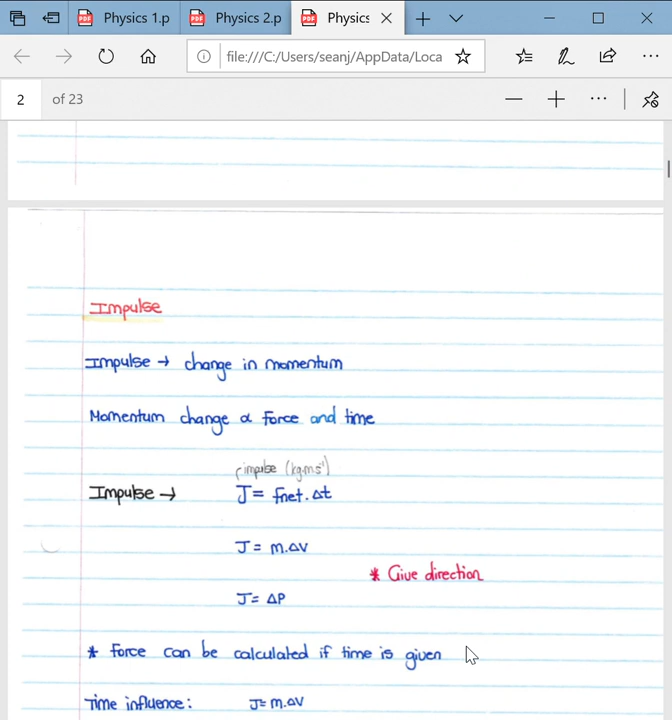 Physics 1.p
Physics 2.p
Physics
file:///C:/Users/seanj/AppData/Loca
2 of 23
Impulse
Impulse → change in momentum
Momentum change α Force and time
impulse (kgms⁻¹)
Impulse → J = fnet.Δt
J = m.ΔV
* Give direction
J = ΔP
* Force can be calculated if time is given
Time influence: J = m.ΔV